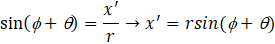 sin(ϕ + θ) = x′/r → x′ = rsin(ϕ + θ)